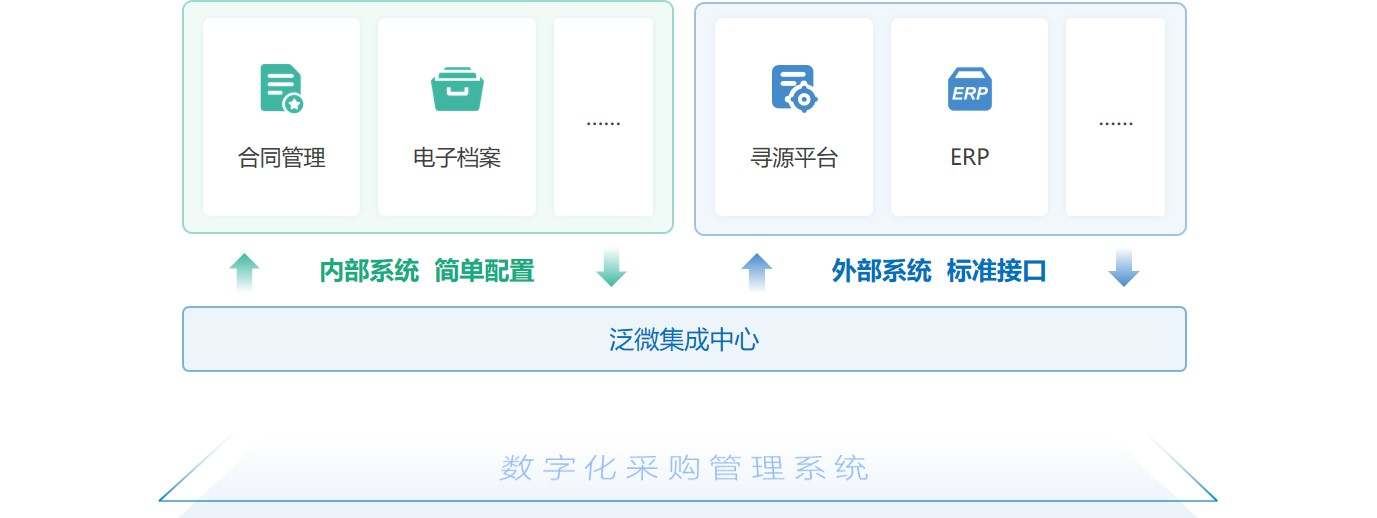 合同管理
电子档案
......
寻源平台
ERP
ERP
......
内部系统 简单配置
外部系统 标准接口
泛微集成中心
数字化采购管理系统